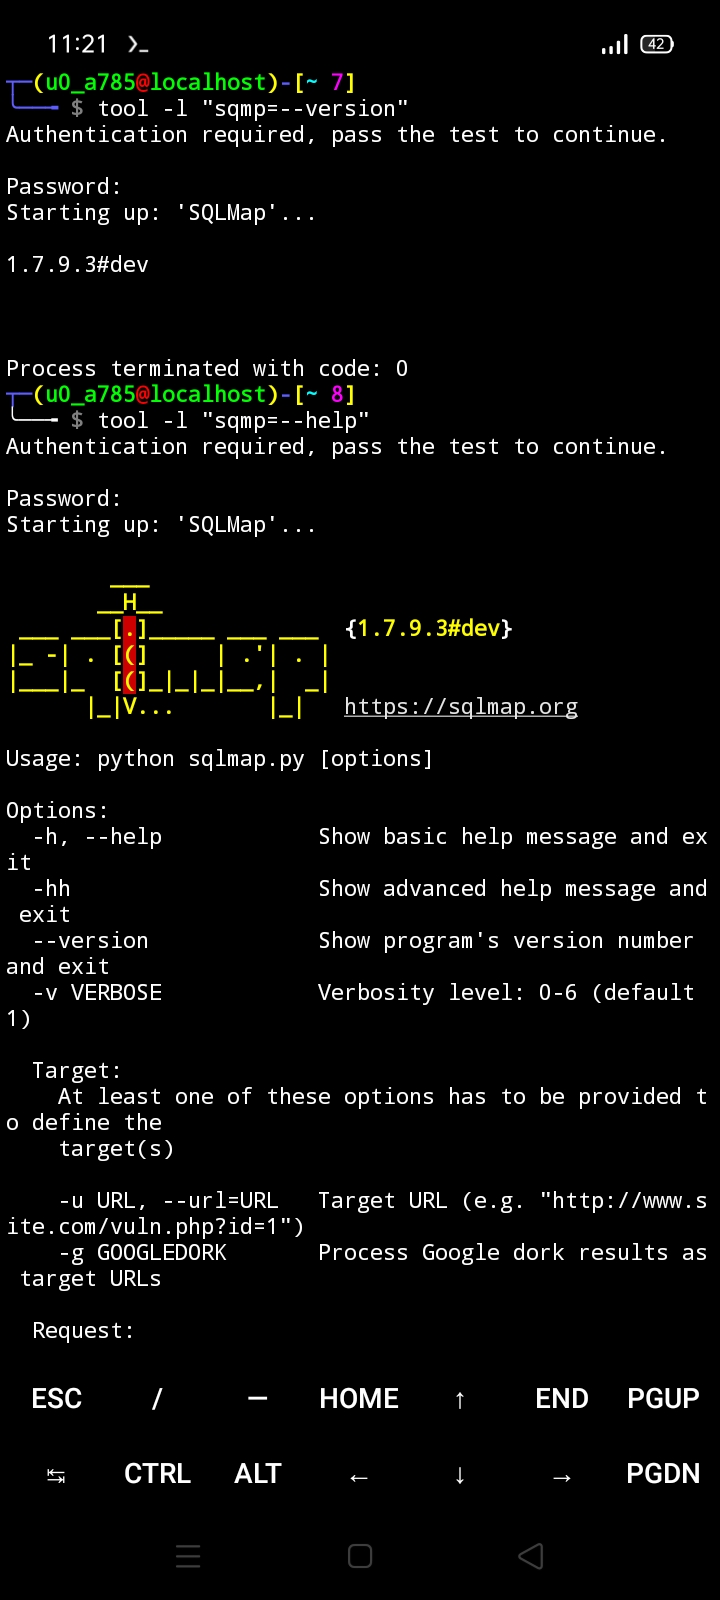 11:21 ❯_ 42
┬─(u0_a785@localhost)-[~ 7]
╰──╼ $ tool -l "sqmp=--version"
Authentication required, pass the test to continue.
Password:
Starting up: 'SQLMap'...
1.7.9.3#dev
Process terminated with code: 0
┬─(u0_a785@localhost)-[~ 8]
╰──╼ $ tool -l "sqmp=--help"
Authentication required, pass the test to continue.
Password:
Starting up: 'SQLMap'...
        ___
       __H__
 ___ ___[.]_____ ___ ___  {1.7.9.3#dev}
|_ -| . [(]     | .'| . |
|___|_  [(]_|_|_|__,|  _|
      |_|V...       |_|   https://sqlmap.org
Usage: python sqlmap.py [options]
Options:
  -h, --help            Show basic help message and ex
it
  -hh                   Show advanced help message and
 exit
  --version             Show program's version number
and exit
  -v VERBOSE            Verbosity level: 0-6 (default
1)
  Target:
    At least one of these options has to be provided t
o define the
    target(s)
    -u URL, --url=URL   Target URL (e.g. "http://www.s
ite.com/vuln.php?id=1")
    -g GOOGLEDORK       Process Google dork results as
 target URLs
  Request:
ESC / — HOME ↑ END PGUP
↹ CTRL ALT ← ↓ → PGDN